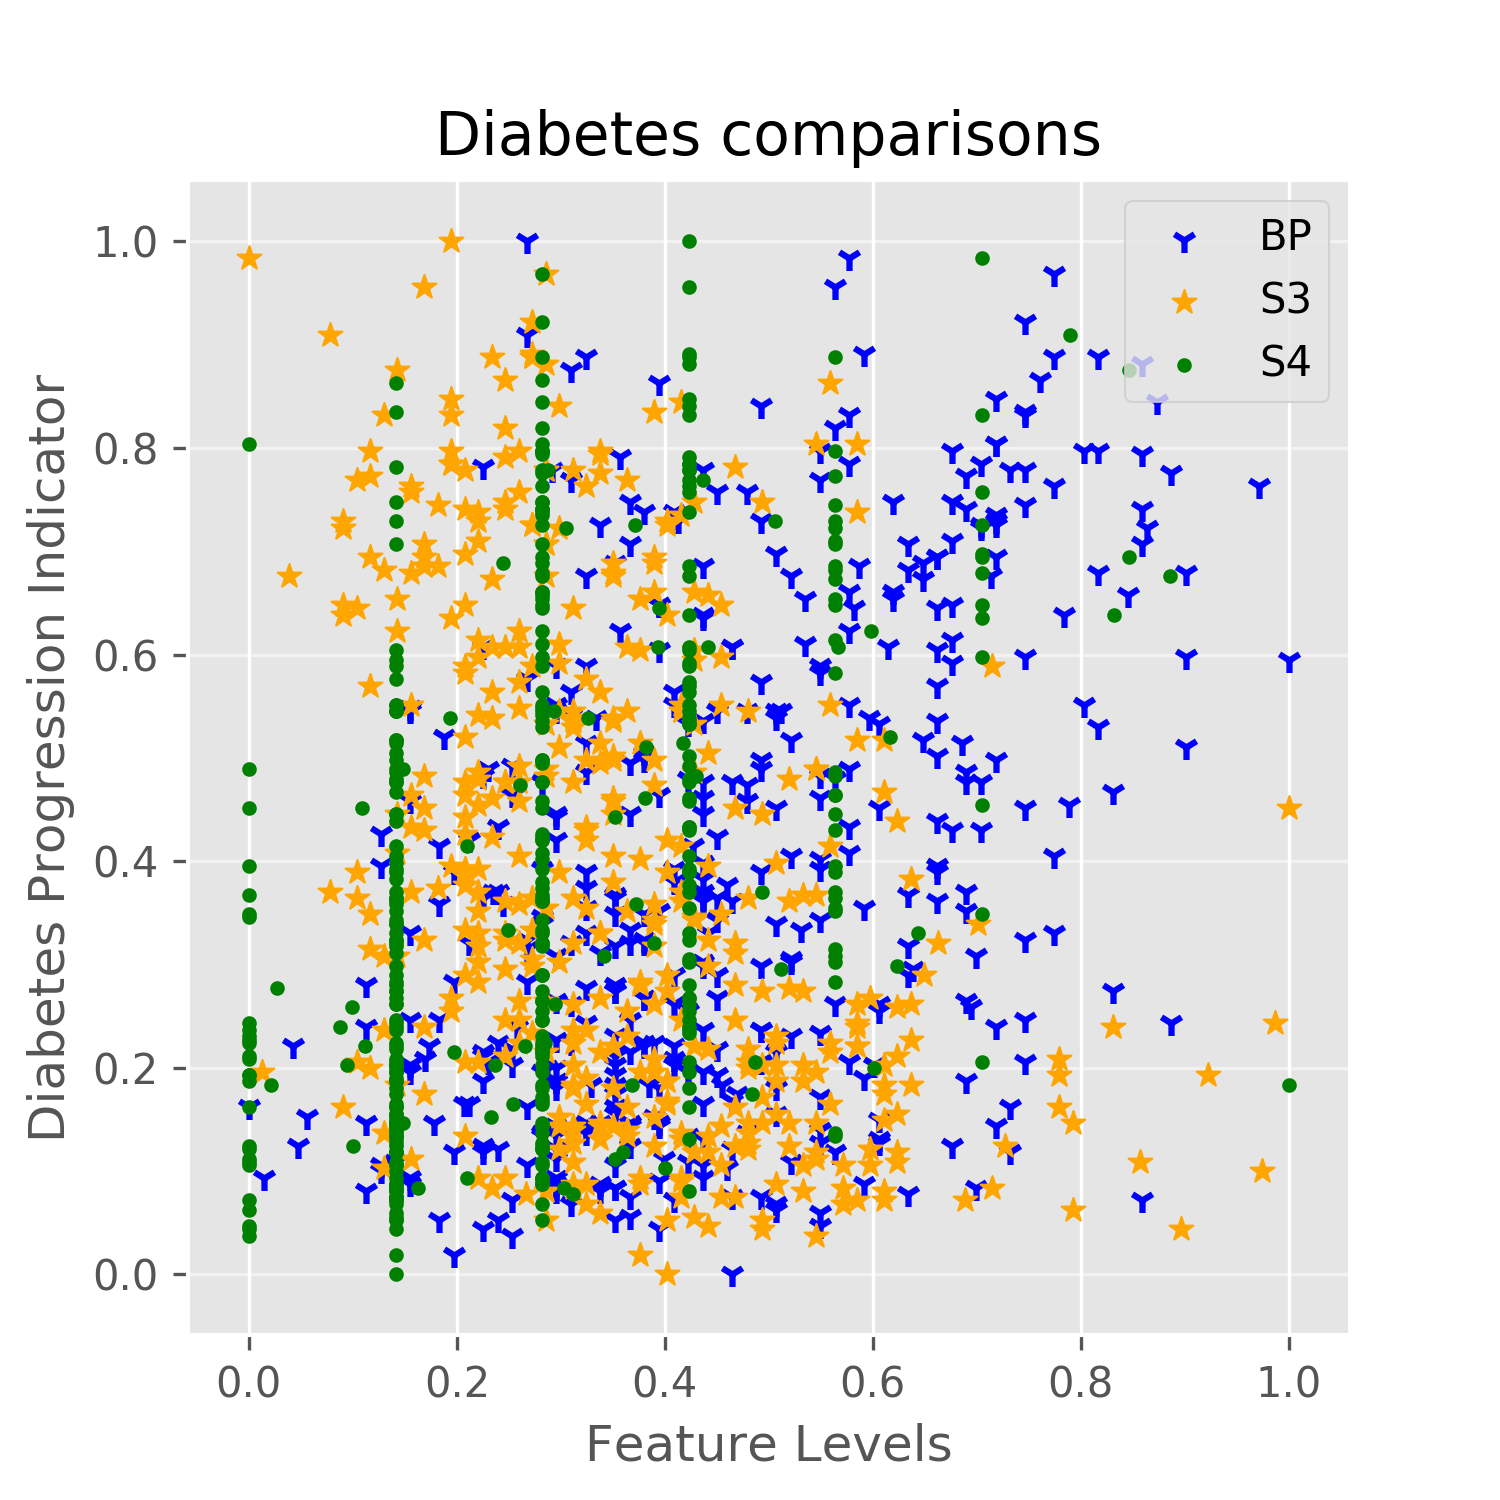 Diabetes comparisons
BP
S3
S4
1.0
0.8
0.6
0.4
0.2
0.0
Diabetes Progression Indicator
0.0 0.2 0.4 0.6 0.8 1.0
Feature Levels